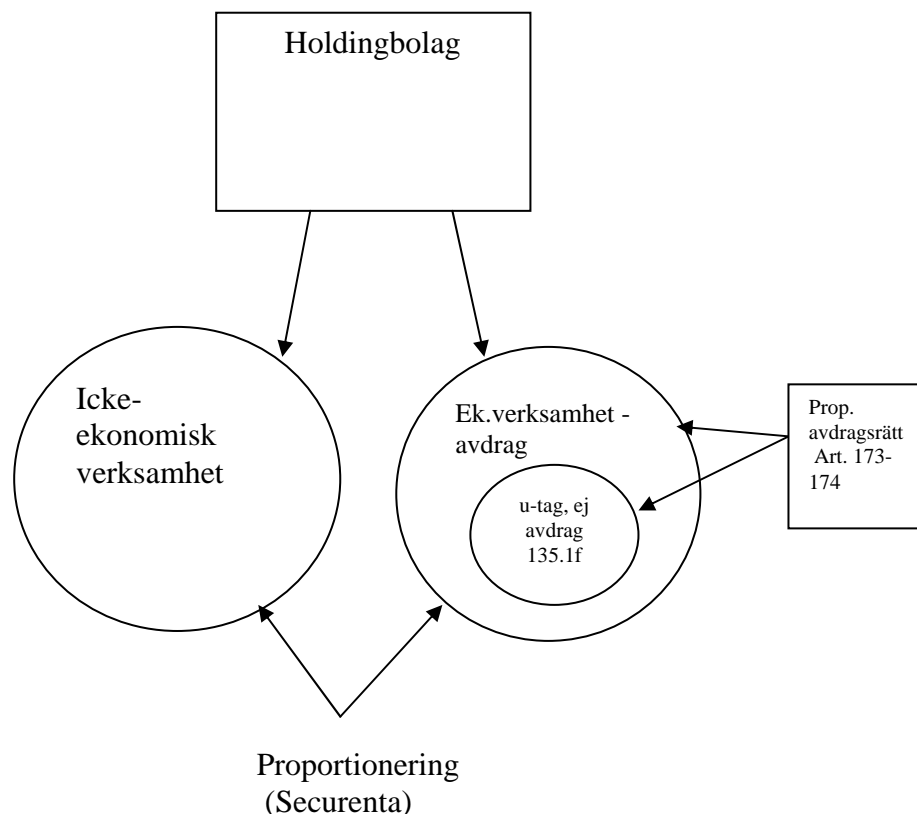 Holdingbolag
Icke-
ekonomisk
verksamhet
Ek.verksamhet -
avdrag
u-tag, ej
avdrag
135.1f
Prop.
avdragsrätt
Art. 173-
174
Proportionering
(Securenta)